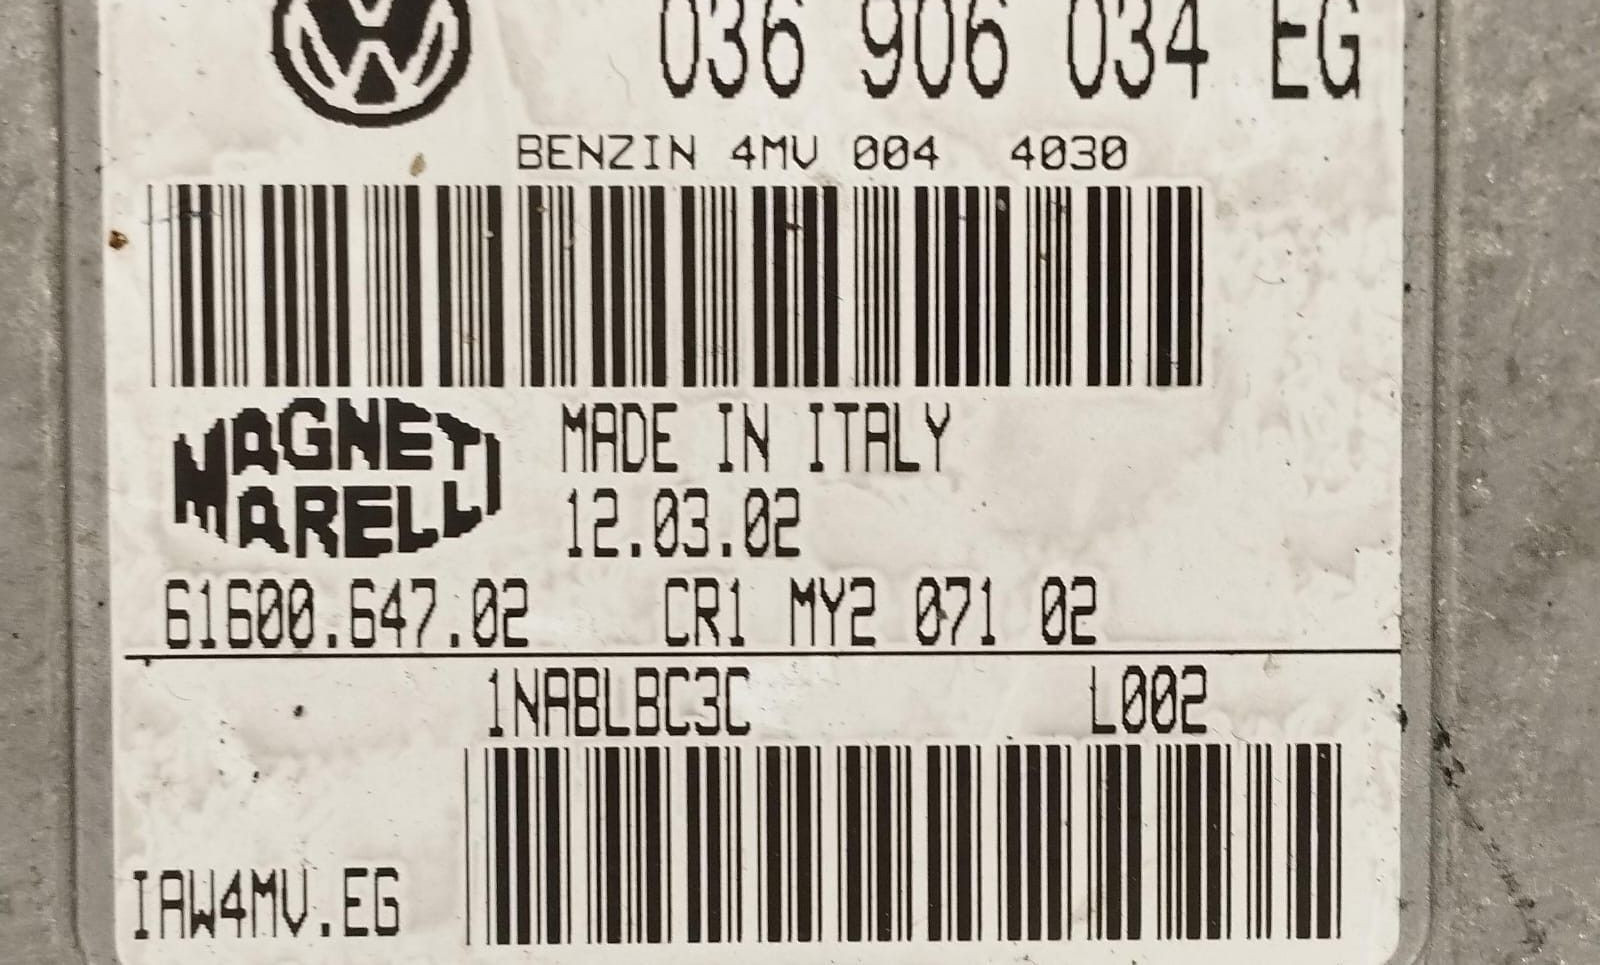 036 906 034 EG
BENZIN 4MV 004 4030
MAGNETI MARELLI
MADE IN ITALY
12.03.02
61600.647.02 CR1 MY2 071 02
1NABLBC3C L002
IAW4MV.EG